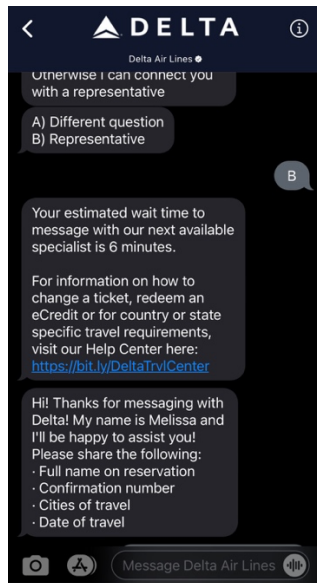 DELTA
Delta Air Lines
Otherwise I can connect you
with a representative
A) Different question
B) Representative
B
Your estimated wait time to
message with our next available
specialist is 6 minutes.
For information on how to
change a ticket, redeem an
eCredit or for country or state
specific travel requirements,
visit our Help Center here:
https://bit.ly/DeltaTrvlCenter
Hi! Thanks for messaging with
Delta! My name is Melissa and
I'll be happy to assist you!
Please share the following:
· Full name on reservation
· Confirmation number
· Cities of travel
· Date of travel
Message Delta Air Lines